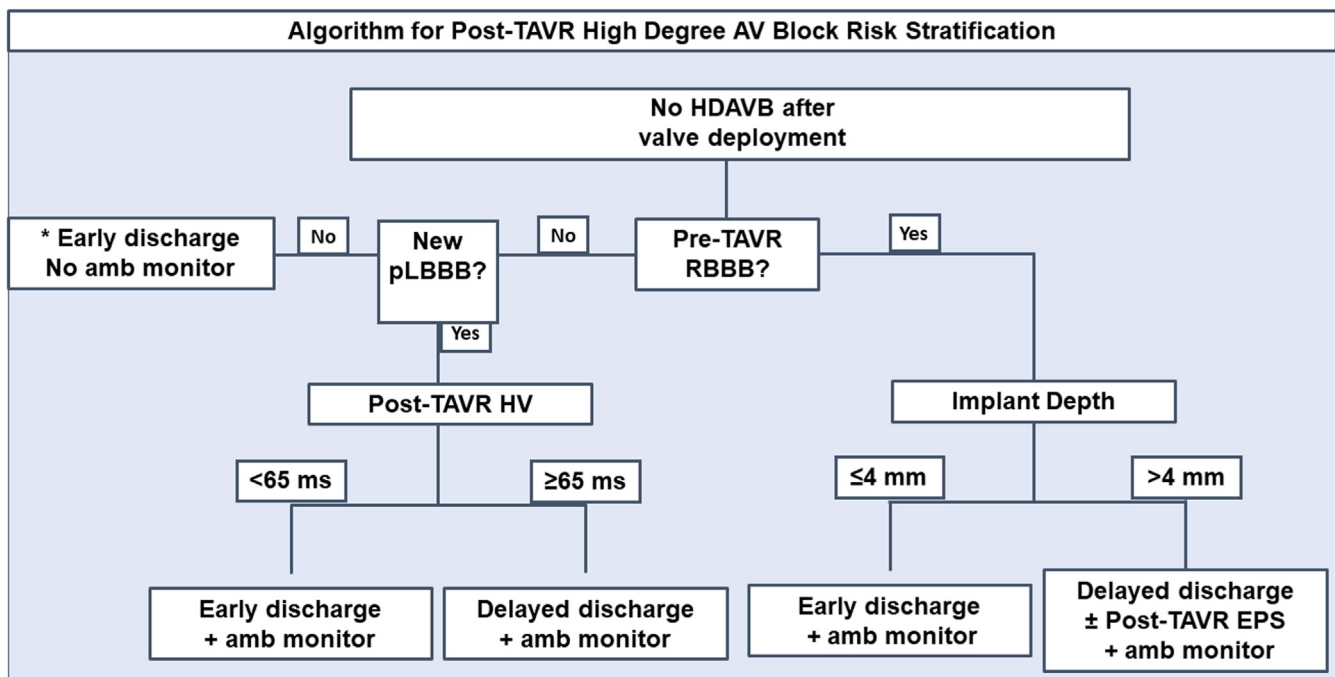 Algorithm for Post-TAVR High Degree AV Block Risk Stratification
No HDAVB after
valve deployment
* Early discharge
No amb monitor
No
New
pLBBB?
No
Pre-TAVR
RBBB?
Yes
Yes
Post-TAVR HV
Implant Depth
<65 ms
≥65 ms
≤4 mm
>4 mm
Early discharge
+ amb monitor
Delayed discharge
+ amb monitor
Early discharge
+ amb monitor
Delayed discharge
± Post-TAVR EPS
+ amb monitor